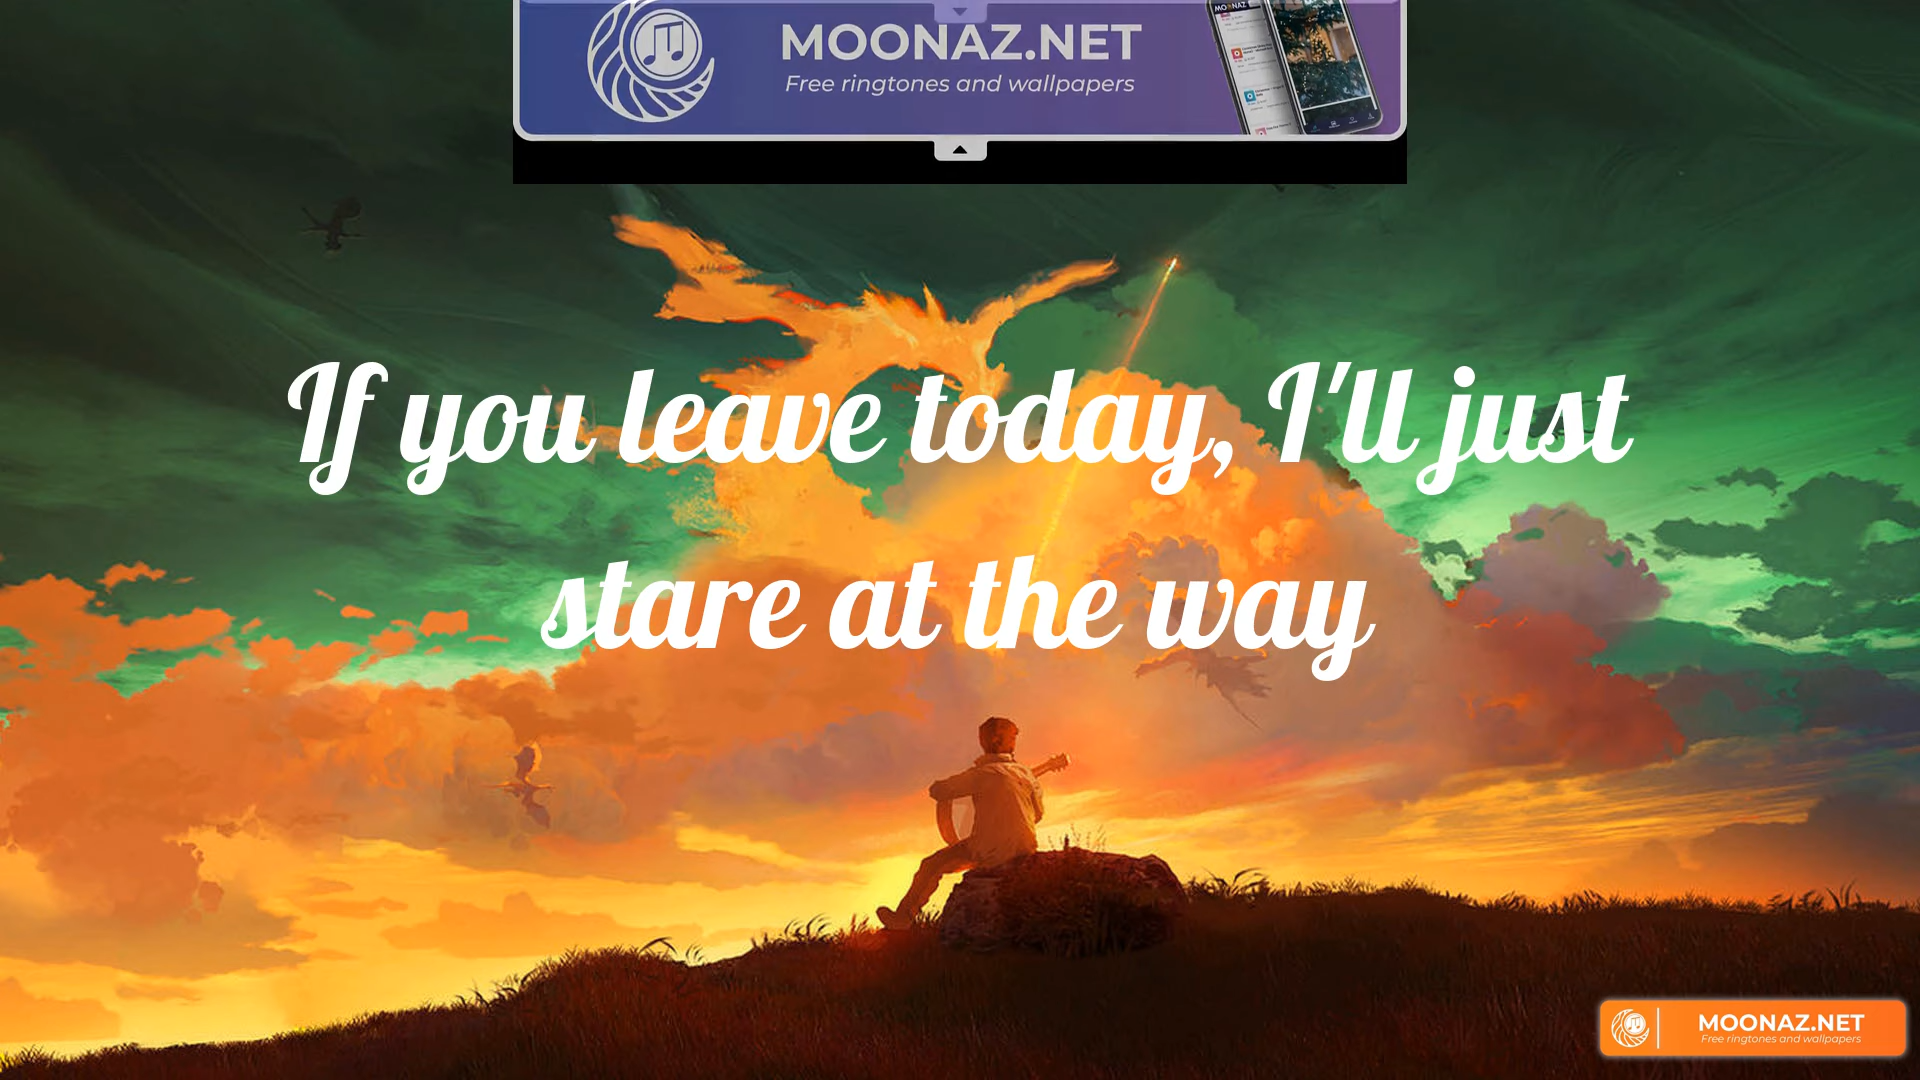 MOONAZ.NET
Free ringtones and wallpapers
If you leave today, I'll just
stare at the way
MOONAZ.NET
Free ringtones and wallpapers